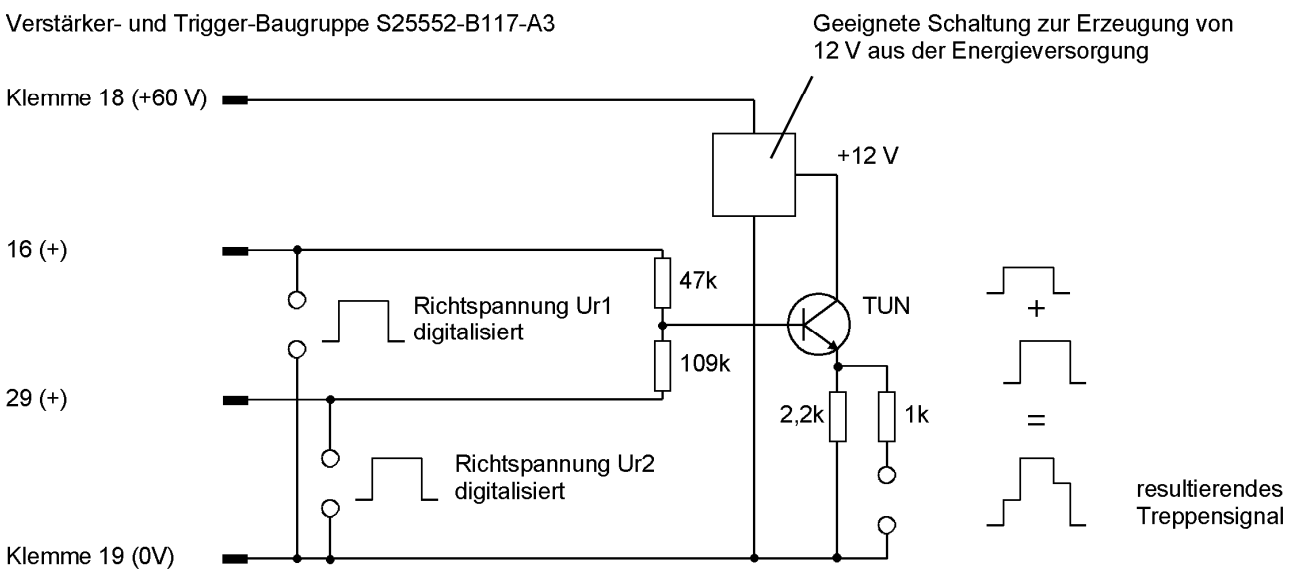 Verstärker- und Trigger-Baugruppe S25552-B117-A3
Geeignete Schaltung zur Erzeugung von
12 V aus der Energieversorgung
Klemme 18 (+60 V)
+12 V
16 (+)
47k
Richtspannung Ur1
digitalisiert
TUN
+
109k
29 (+)
2,2k
1k
=
Richtspannung Ur2
digitalisiert
resultierendes
Treppensignal
Klemme 19 (0V)